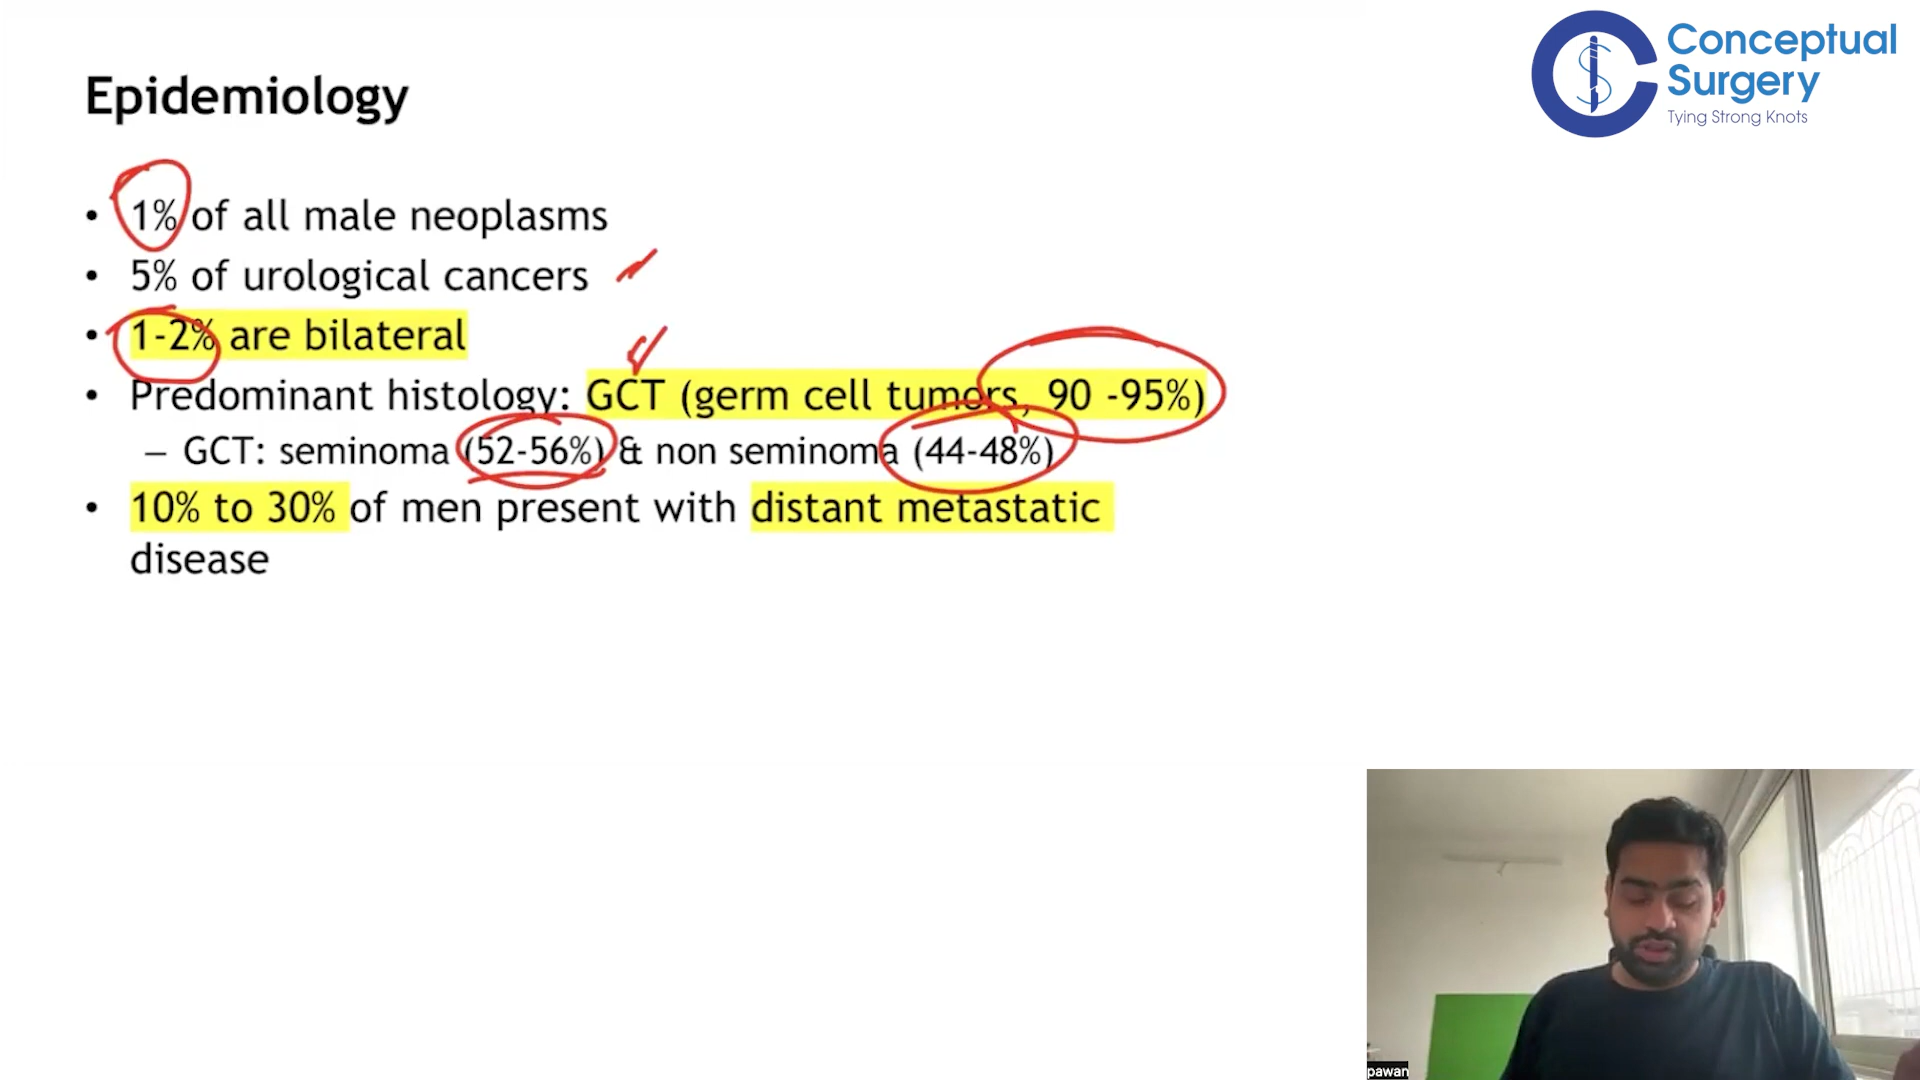 Conceptual
Surgery
Tying Strong Knots
Epidemiology
• 1% of all male neoplasms
• 5% of urological cancers
• 1-2% are bilateral
• Predominant histology: GCT (germ cell tumors, 90 -95%)
– GCT: seminoma (52-56%) & non seminoma (44-48%)
• 10% to 30% of men present with distant metastatic
disease
pawan